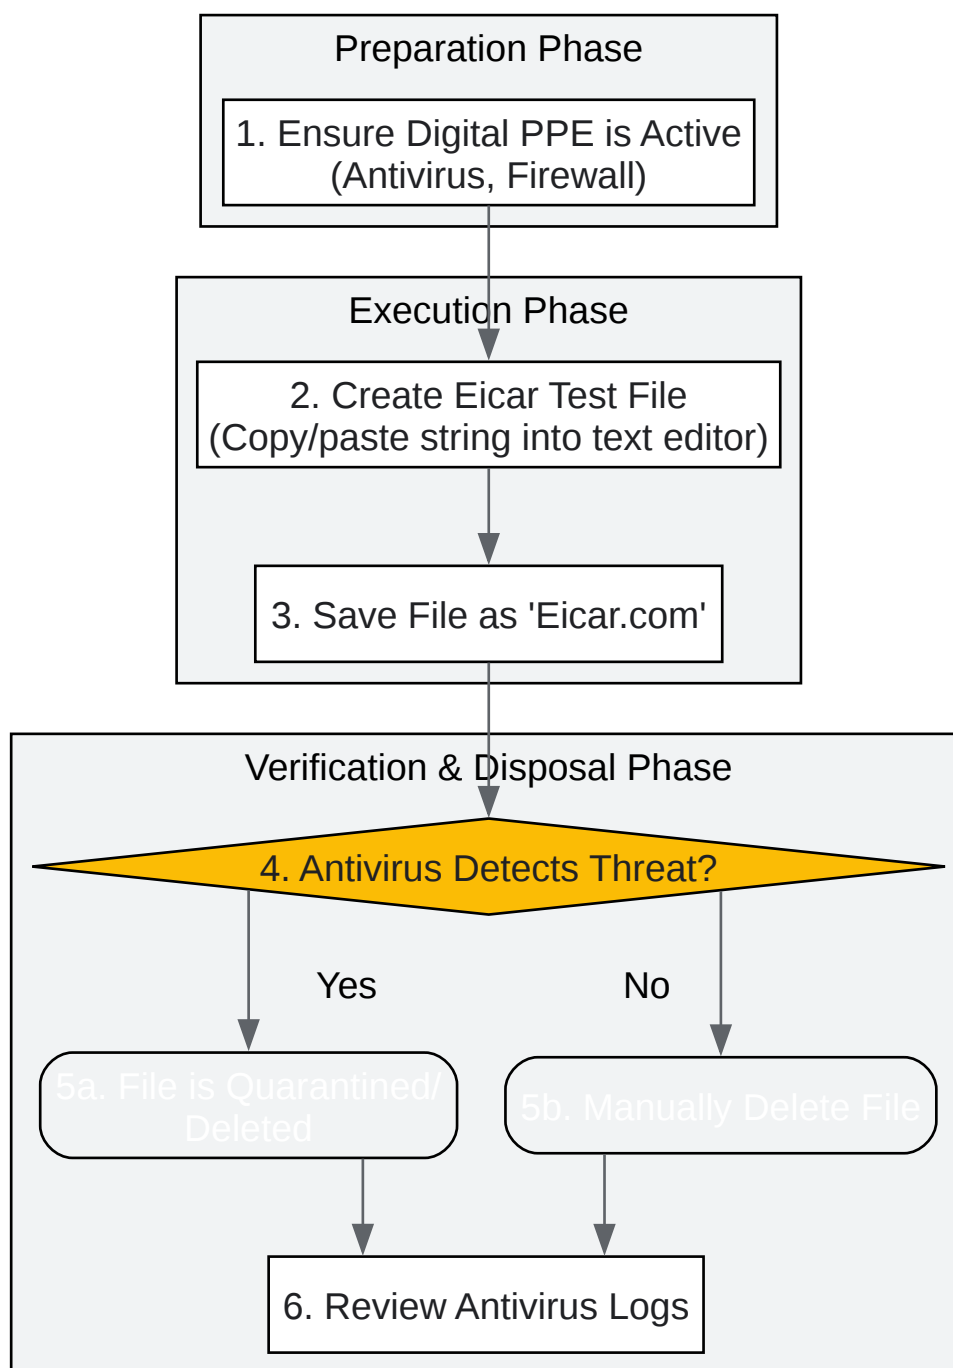 Preparation Phase
1. Ensure Digital PPE is Active
(Antivirus, Firewall)
Execution Phase
2. Create Eicar Test File
(Copy/paste string into text editor)
3. Save File as 'Eicar.com'
Verification & Disposal Phase
4. Antivirus Detects Threat?
Yes
No
5a. File is Quarantined/
Deleted
5b. Manually Delete File
6. Review Antivirus Logs